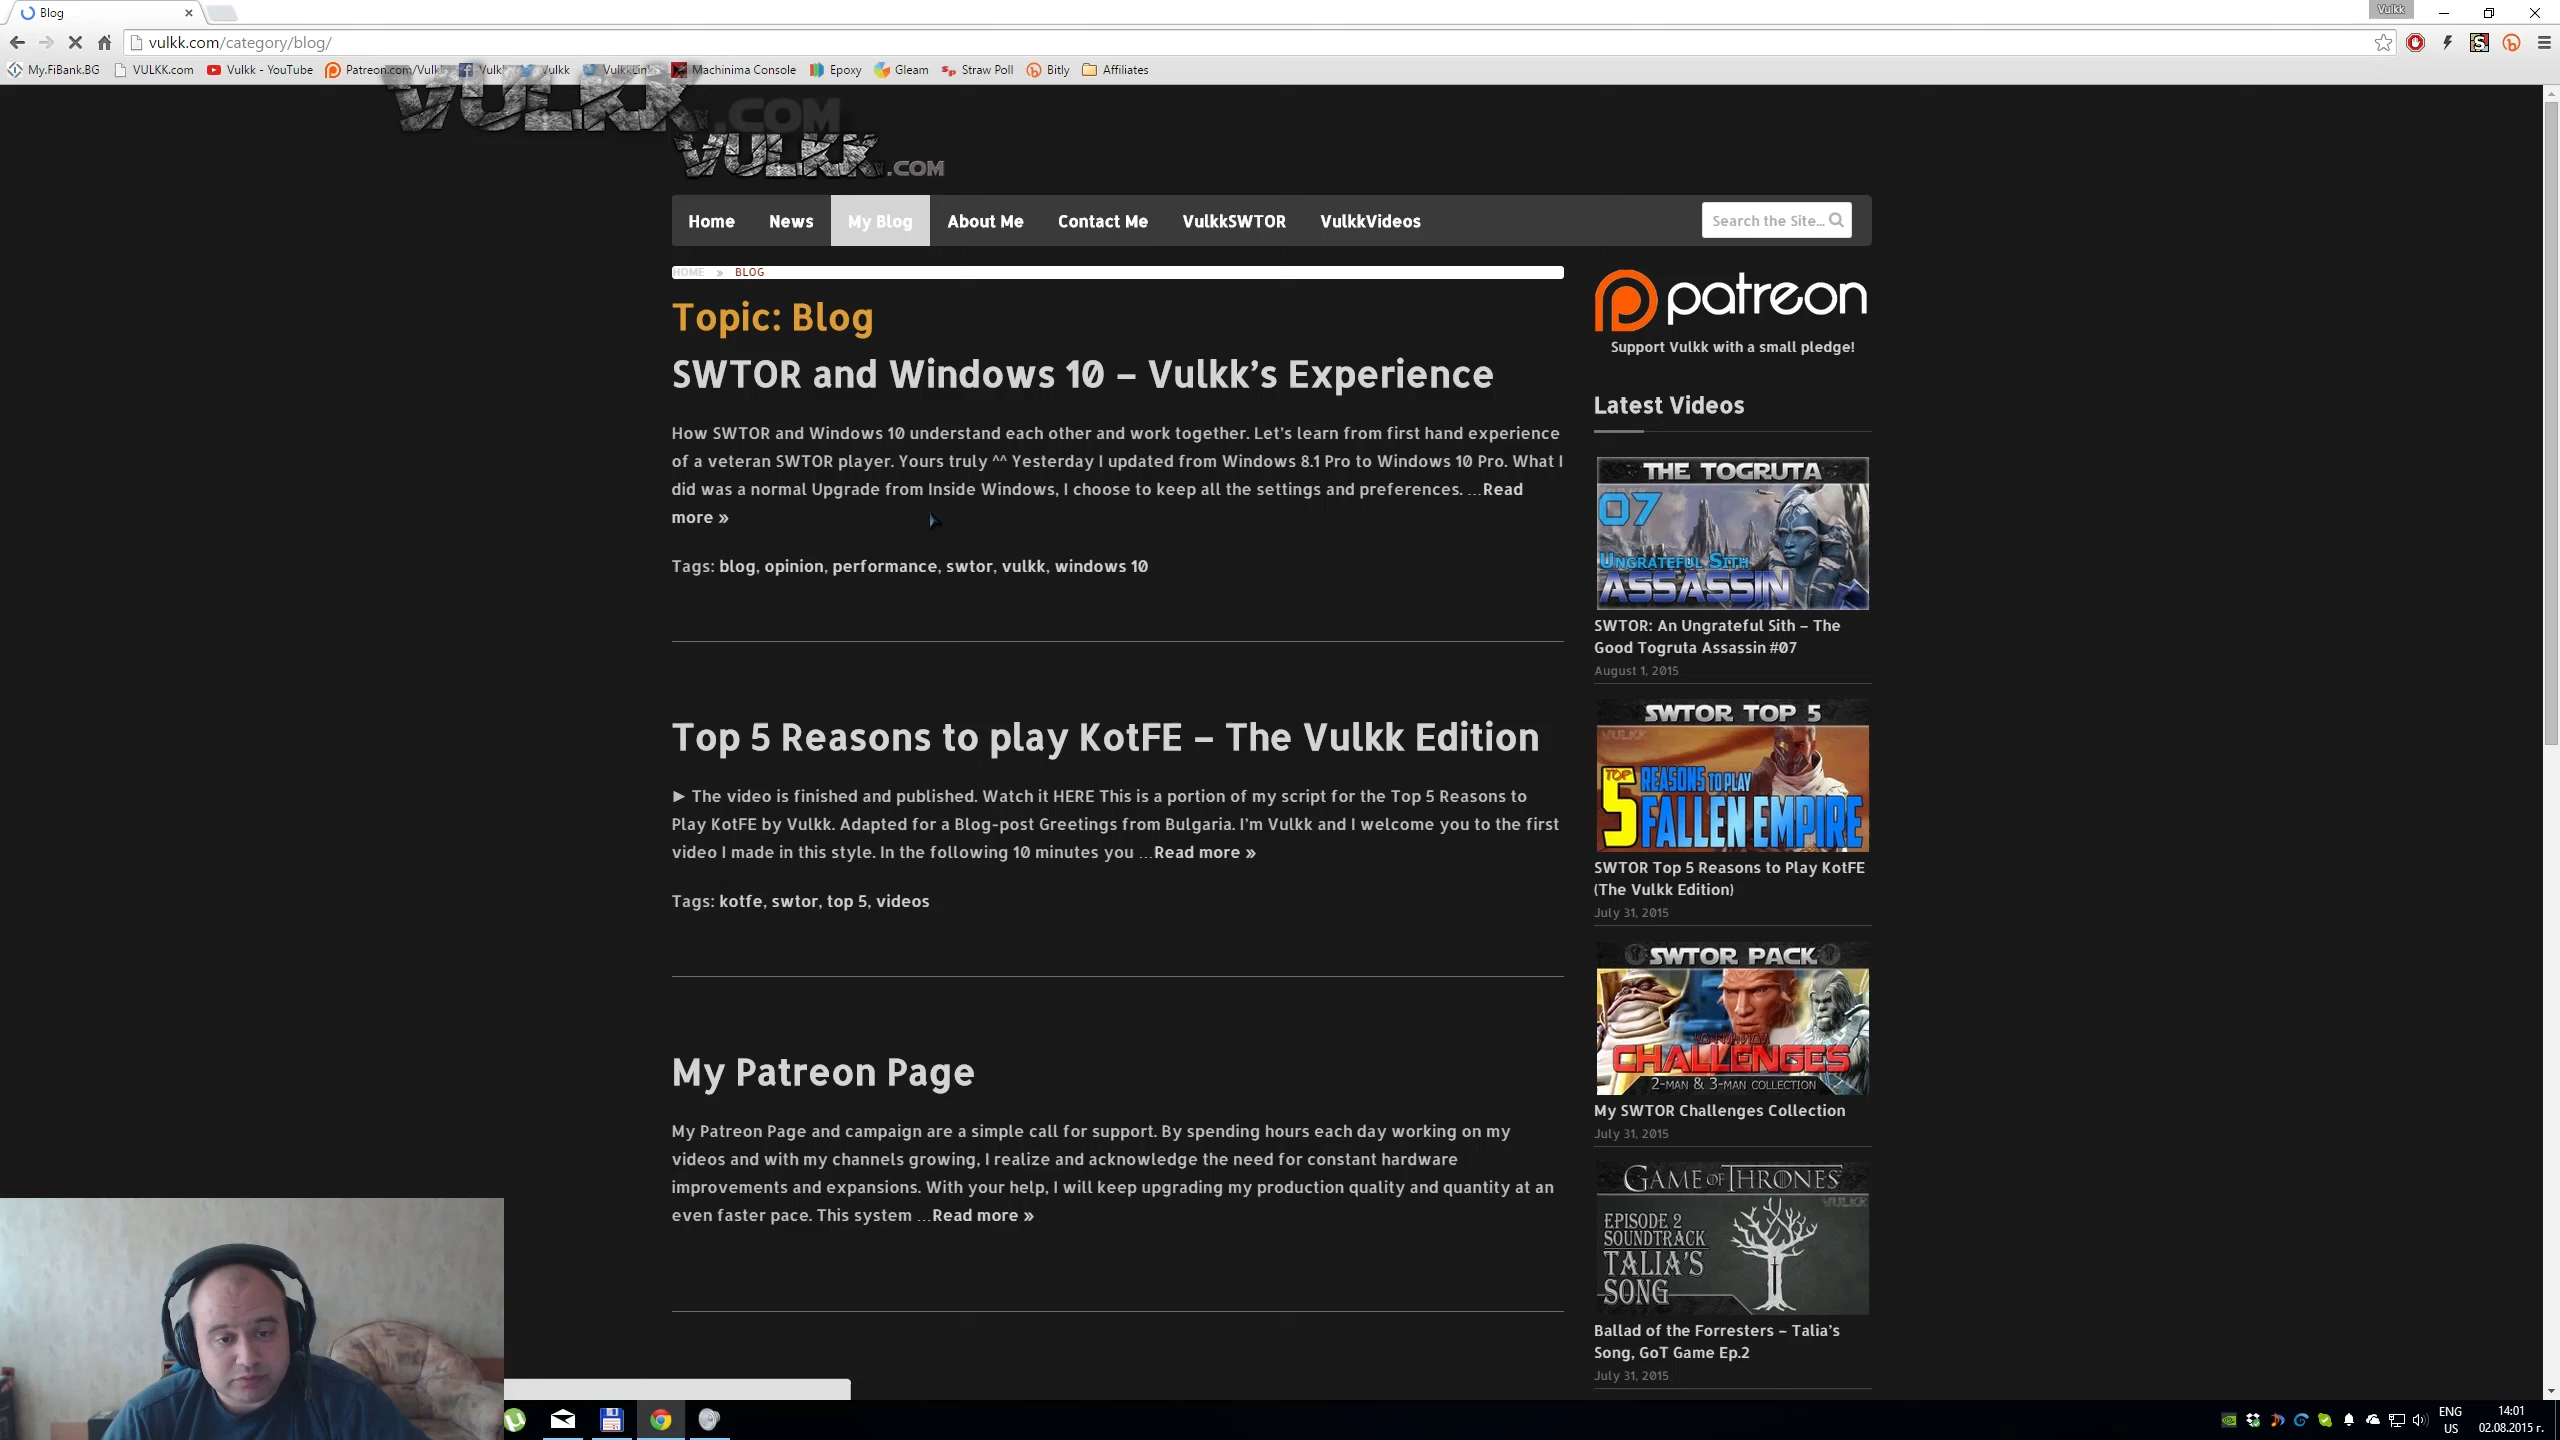 Blog
Vulkk
vulkk.com/category/blog/
My.FiBank.BG
VULKK.com
Vulkk - YouTube
Patreon.com/Vulkk
Vulkk
Vulkk
Machinima Console
Epoxy
Gleam
Straw Poll
Bitly
Affiliates
VULKK.COM
VULKK.COM
Home
News
My Blog
About Me
Contact Me
VulkkSWTOR
VulkkVideos
Search the Site...
HOME » BLOG
Topic: Blog
SWTOR and Windows 10 – Vulkk’s Experience
How SWTOR and Windows 10 understand each other and work together. Let’s learn from first hand experience
of a veteran SWTOR player. Yours truly ^^ Yesterday I updated from Windows 8.1 Pro to Windows 10 Pro. What I
did was a normal Upgrade from Inside Windows, I choose to keep all the settings and preferences. …Read
more »
Tags: blog, opinion, performance, swtor, vulkk, windows 10
Top 5 Reasons to play KotFE – The Vulkk Edition
► The video is finished and published. Watch it HERE This is a portion of my script for the Top 5 Reasons to
Play KotFE by Vulkk. Adapted for a Blog-post Greetings from Bulgaria. I’m Vulkk and I welcome you to the first
video I made in this style. In the following 10 minutes you …Read more »
Tags: kotfe, swtor, top 5, videos
My Patreon Page
My Patreon Page and campaign are a simple call for support. By spending hours each day working on my
videos and with my channels growing, I realize and acknowledge the need for constant hardware
improvements and expansions. With your help, I will keep upgrading my production quality and quantity at an
even faster pace. This system …Read more »
patreon
Support Vulkk with a small pledge!
Latest Videos
THE TOGRUTA
07
UNGRATEFUL SITH
ASSASSIN
SWTOR: An Ungrateful Sith – The
Good Togruta Assassin #07
August 1, 2015
SWTOR TOP 5
VULKK
TOP
5
REASONS TO PLAY
FALLEN EMPIRE
SWTOR Top 5 Reasons to Play KotFE
(The Vulkk Edition)
July 31, 2015
SWTOR PACK
CHALLENGES
2-MAN & 3-MAN COLLECTION
My SWTOR Challenges Collection
July 31, 2015
GAME OF THRONES
VULKK
EPISODE 2
SOUNDTRACK
TALIA'S
SONG
Ballad of the Forresters – Talia’s
Song, GoT Game Ep.2
July 31, 2015
ENG
US
14:01
02.08.2015 г.